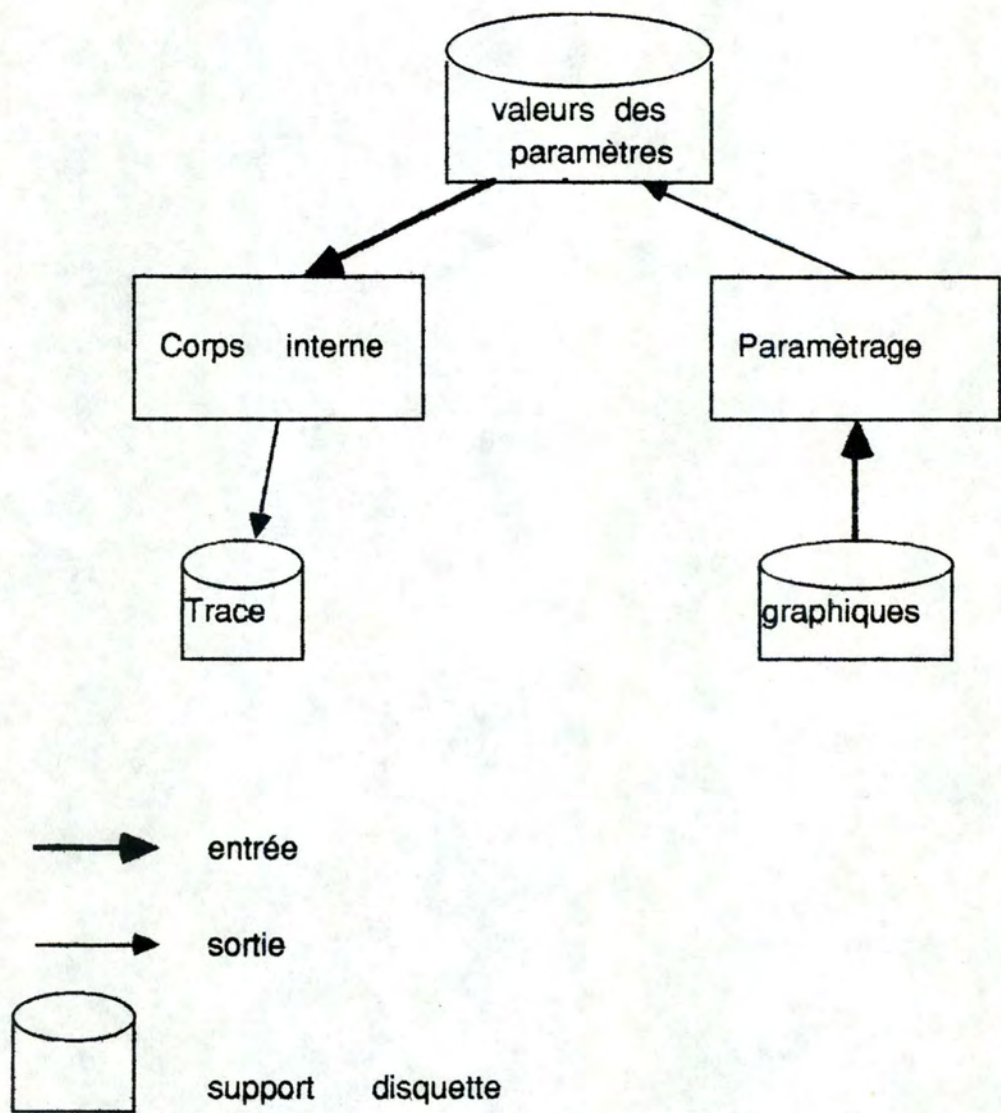 valeurs des
paramètres
Corps interne
Paramètrage
Trace
graphiques
entrée
sortie
support disquette